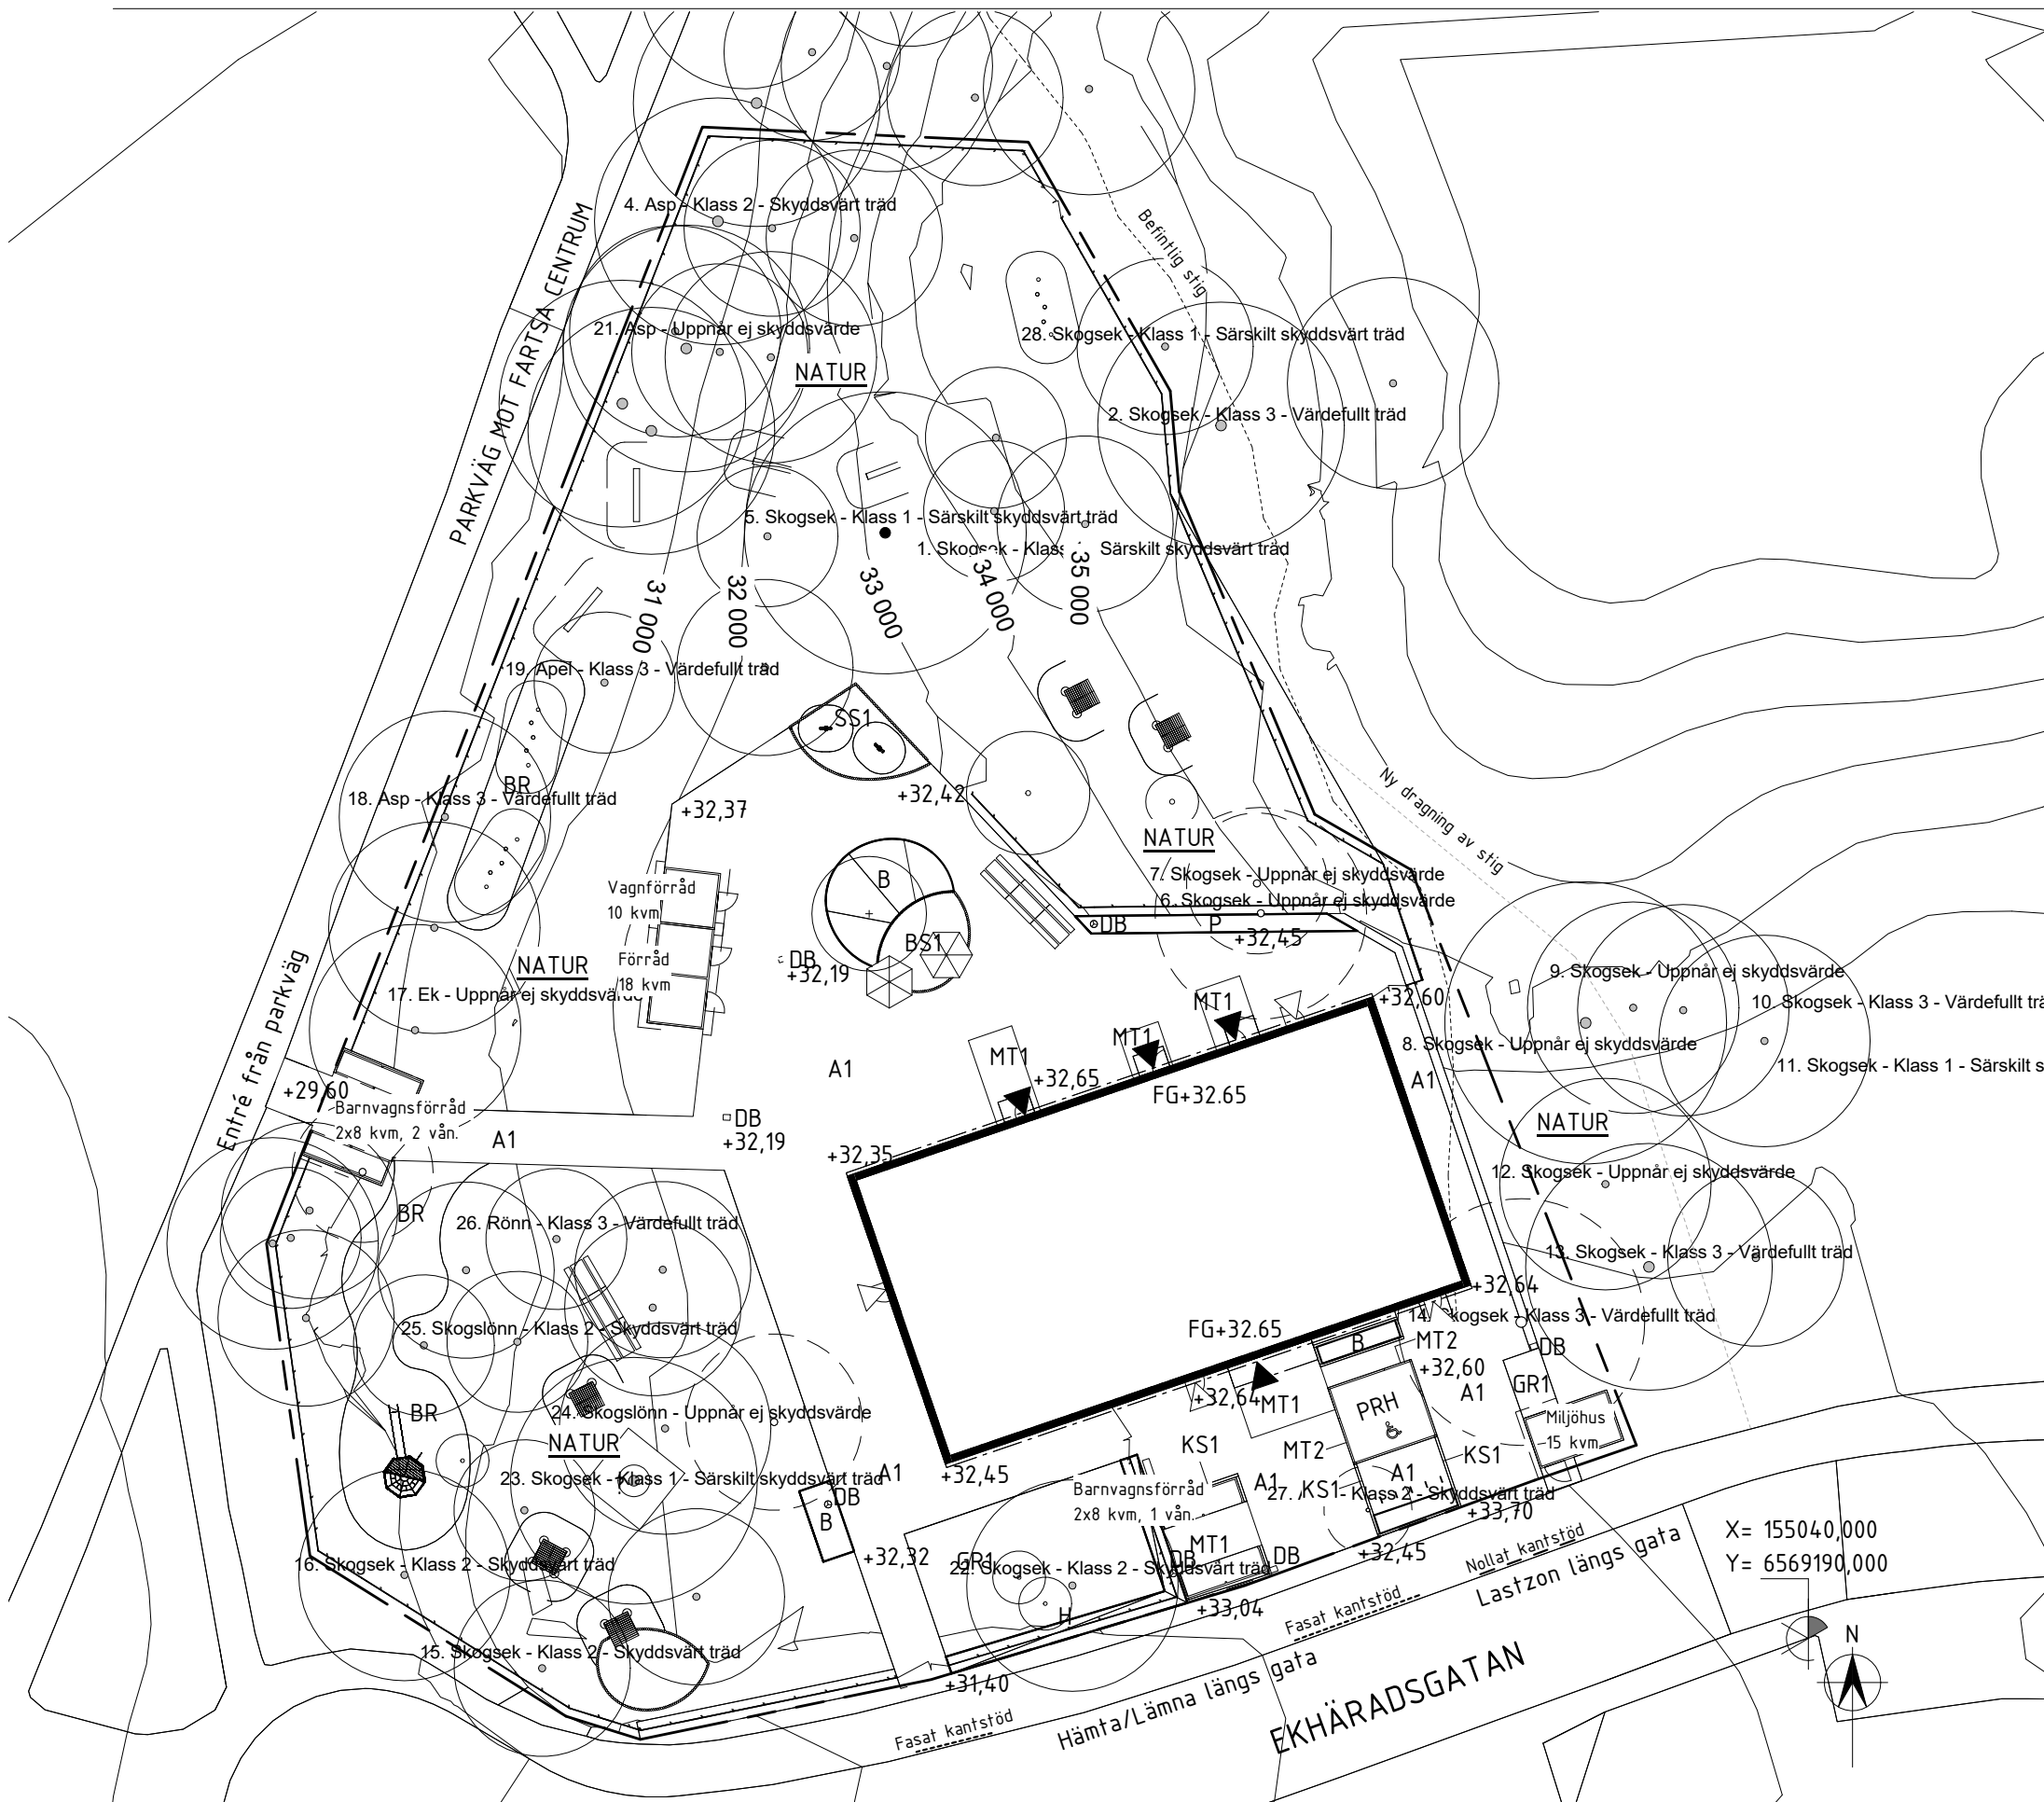 4. Asp - Klass 2 - Skyddsvärt träd
PARKVÄG MOT FARTSA CENTRUM
Befintlig stig
21. Asp - Uppnår ej skyddsvärde
28. Skogsek - Klass 1 - Särskilt skyddsvärt träd
NATUR
2. Skogsek - Klass 3 - Värdefullt träd
5. Skogsek - Klass 1 - Särskilt skyddsvärt träd
1. Skogsek - Klass Särskilt skyddsvärt träd
31 000
32 000
33 000
34 000
35 000
19. Apel - Klass 3 - Värdefullt träd
SS1
BR
18. Asp - Klass 3 - Värdefullt träd
+32,37
+32,42
Ny dragning av stig
NATUR
7. Skogsek - Uppnår ej skyddsvärde
6. Skogsek - Uppnår ej skyddsvärde
Vagnförråd
10 kvm
B
DB
P
+32,45
BS1
Förråd
18 kvm
DB
+32,19
NATUR
17. Ek - Uppnår ej skyddsvärde
Entré från parkväg
9. Skogsek - Uppnår ej skyddsvärde
10. Skogsek - Klass 3 - Värdefullt trä
MT1
+32,60
MT1
MT1
8. Skogsek - Uppnår ej skyddsvärde
11. Skogsek - Klass 1 - Särskilt s
A1
A1
+32,65
FG+32.65
+29,60
Barnvagnsförråd
2x8 kvm, 2 vån.
A1
DB
+32,19
NATUR
+32,35
12. Skogsek - Uppnår ej skyddsvärde
BR
26. Rönn - Klass 3 - Värdefullt träd
13. Skogsek - Klass 3 - Värdefullt träd
+32,64
14. Skogsek - Klass 3 - Värdefullt träd
25. Skogslönn - Klass 2 - Skyddsvärt träd
FG+32.65
B
MT2
DB
+32,60
A1
GR1
+32,64
MT1
PRH
BR
24. Skogslönn - Uppnår ej skyddsvärde
Miljöhus
15 kvm
NATUR
KS1
MT2
KS1
23. Skogsek - Klass 1 - Särskilt skyddsvärt träd
A1
+32,45
A1
A1
Barnvagnsförråd
2x8 kvm, 1 vån.
KS1
27. - Klass 2 - Skyddsvärt träd
DB
B
+33,70
X= 155040,000
Y= 6569190,000
MT1
+32,45
Nollat kantstöd
Lastzon längs gata
16. Skogsek - Klass 2 - Skyddsvärt träd
+32,32
GR1
22. Skogsek - Klass 2 - Skyddsvärt träd
DB
DB
H
+33,04
Fasat kantstöd
15. Skogsek - Klass 2 - Skyddsvärt träd
+31,40
Hämta/Lämna längs gata
EKHÄRADSGATAN
Fasat kantstöd
N